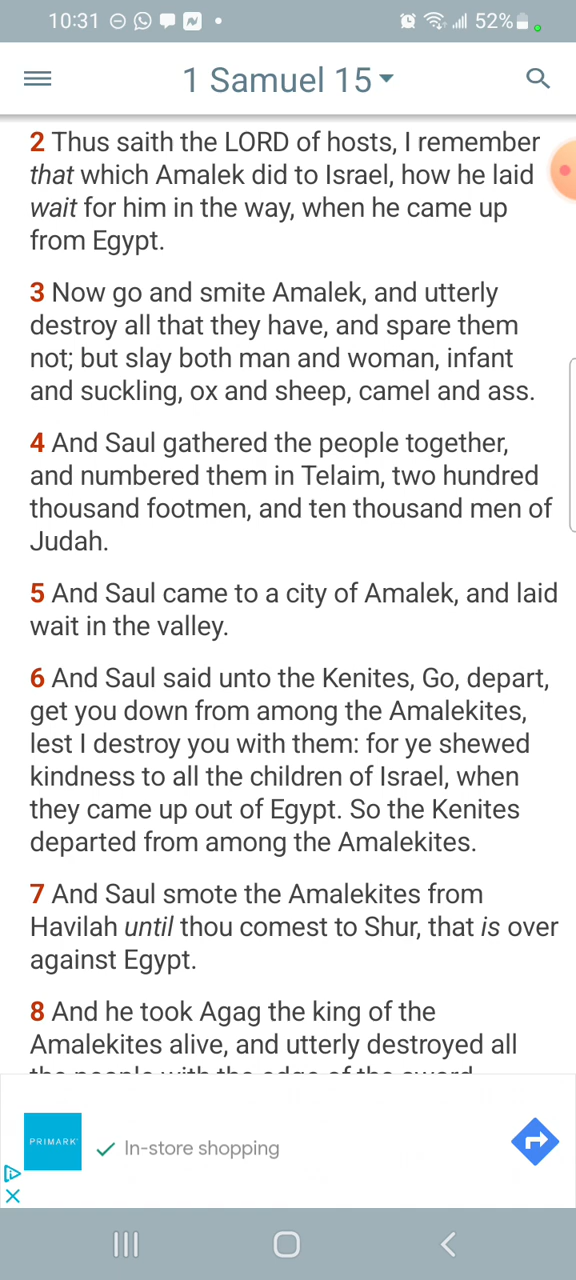 10:31
52%
1 Samuel 15
2 Thus saith the LORD of hosts, I remember
that which Amalek did to Israel, how he laid
wait for him in the way, when he came up
from Egypt.
3 Now go and smite Amalek, and utterly
destroy all that they have, and spare them
not; but slay both man and woman, infant
and suckling, ox and sheep, camel and ass.
4 And Saul gathered the people together,
and numbered them in Telaim, two hundred
thousand footmen, and ten thousand men of
Judah.
5 And Saul came to a city of Amalek, and laid
wait in the valley.
6 And Saul said unto the Kenites, Go, depart,
get you down from among the Amalekites,
lest I destroy you with them: for ye shewed
kindness to all the children of Israel, when
they came up out of Egypt. So the Kenites
departed from among the Amalekites.
7 And Saul smote the Amalekites from
Havilah until thou comest to Shur, that is over
against Egypt.
8 And he took Agag the king of the
Amalekites alive, and utterly destroyed all
the people with the edge of the sword
PRIMARK
In-store shopping